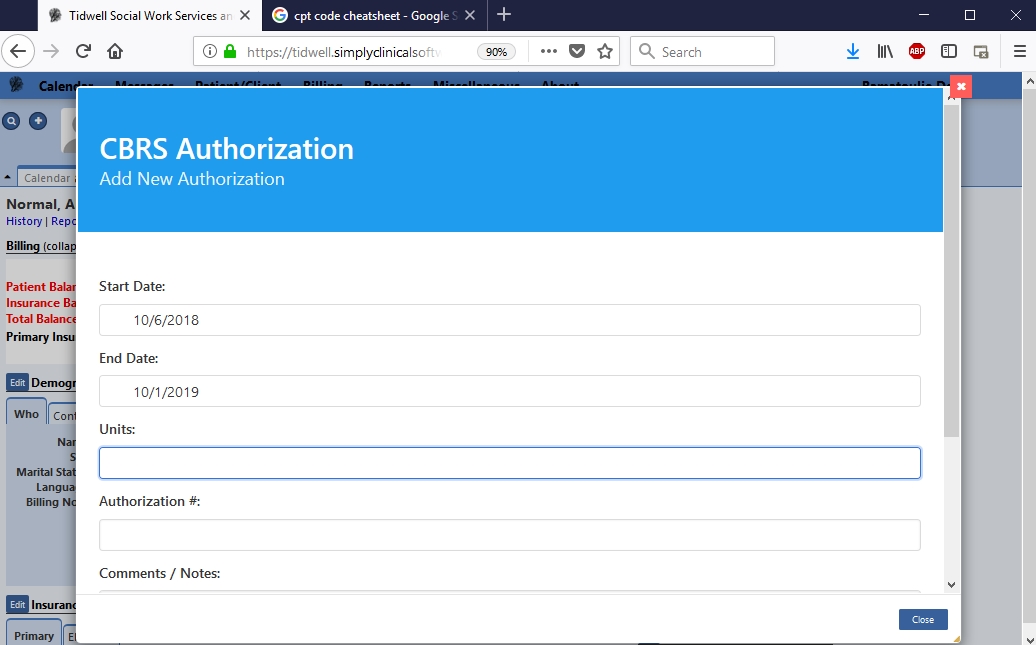 Tidwell Social Work Services an
cpt code cheatsheet - Google S
https://tidwell.simplyclinicalsoftw
90%
Search
ABP
Calendar Messages Patient/Client Billing Reports Miscellaneous About
CBRS Authorization
Add New Authorization
Calendar
Normal, A
History | Repo
Billing (collap
Patient Balan
Insurance Ba
Total Balance
Primary Insu
Edit Demogr
Who Cont
Nar
S
Marital Stat
Langua
Billing No
Edit Insuranc
Primary El
Start Date:
10/6/2018
End Date:
10/1/2019
Units:
Authorization #:
Comments / Notes:
Close